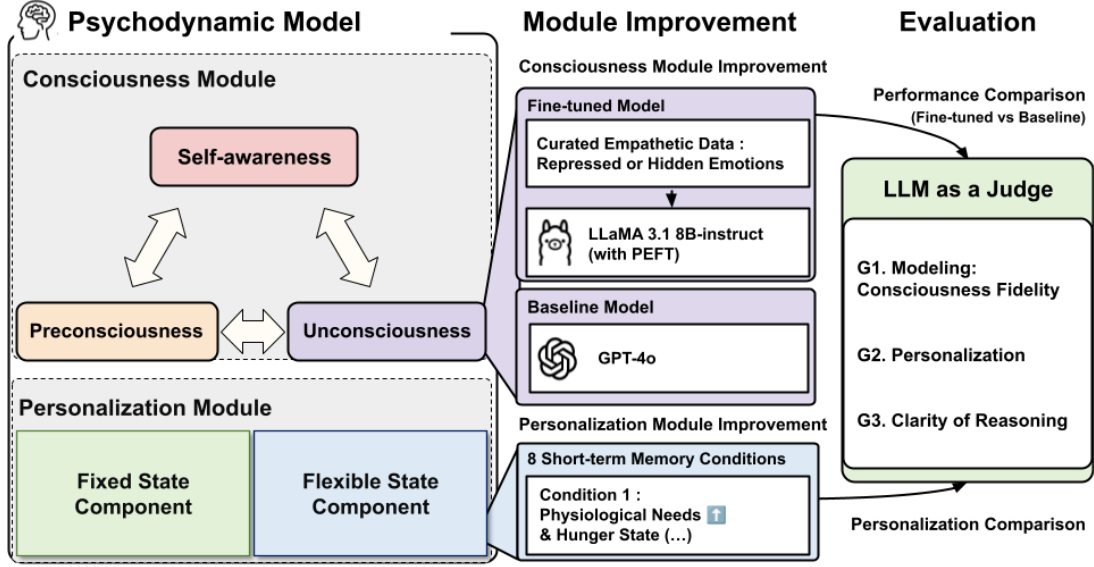 Psychodynamic Model
Consciousness Module
Self-awareness
Preconsciousness
Unconsciousness
Personalization Module
Fixed State
Component
Flexible State
Component
Module Improvement
Consciousness Module Improvement
Fine-tuned Model
Curated Empathetic Data :
Repressed or Hidden Emotions
LLaMA 3.1 8B-instruct
(with PEFT)
Baseline Model
GPT-4o
Personalization Module Improvement
8 Short-term Memory Conditions
Condition 1 :
Physiological Needs ⬆️
& Hunger State (...)
Evaluation
Performance Comparison
(Fine-tuned vs Baseline)
LLM as a Judge
G1. Modeling:
Consciousness Fidelity
G2. Personalization
G3. Clarity of Reasoning
Personalization Comparison